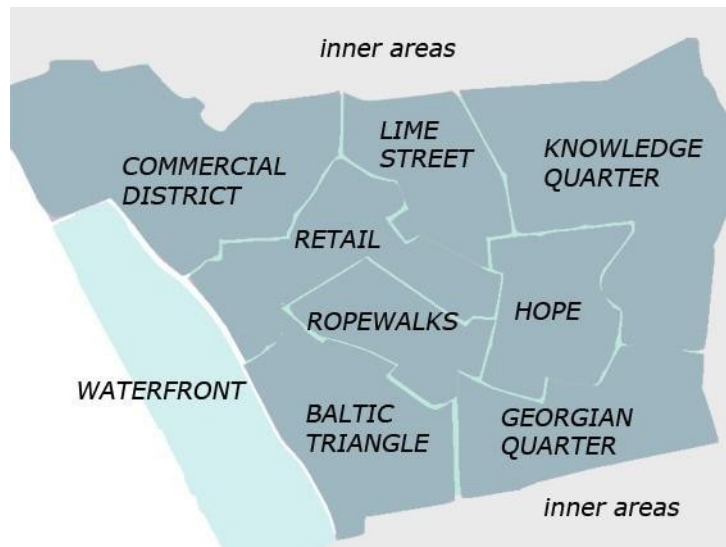 inner areas
LIME
STREET
COMMERCIAL
DISTRICT
KNOWLEDGE
QUARTER
RETAIL
ROPEWALKS
HOPE
WATERFRONT
BALTIC
TRIANGLE
GEORGIAN
QUARTER
inner areas